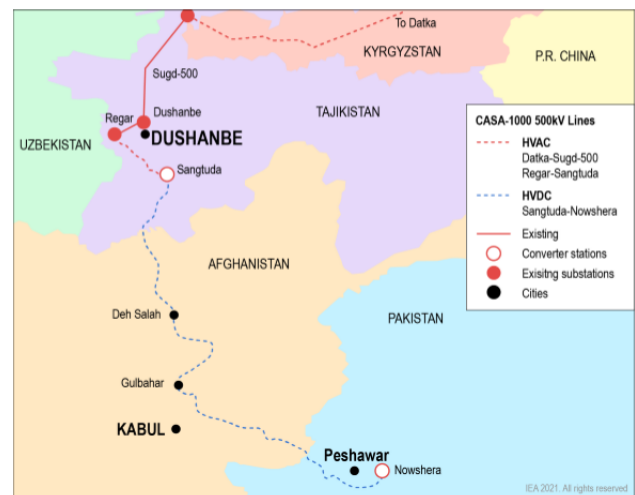 To Datka
KYRGYZSTAN
P.R. CHINA
Sugd-500
Regar
Dushanbe
TAJIKISTAN
UZBEKISTAN
DUSHANBE
Sangtuda
CASA-1000 500kV Lines
HVAC
Datka-Sugd-500
Regar-Sangtuda
HVDC
Sangtuda-Nowshera
Existing
Converter stations
Exisitng substations
Cities
AFGHANISTAN
Deh Salah
PAKISTAN
Gulbahar
KABUL
Peshawar
Nowshera
IEA 2021. All rights reserved